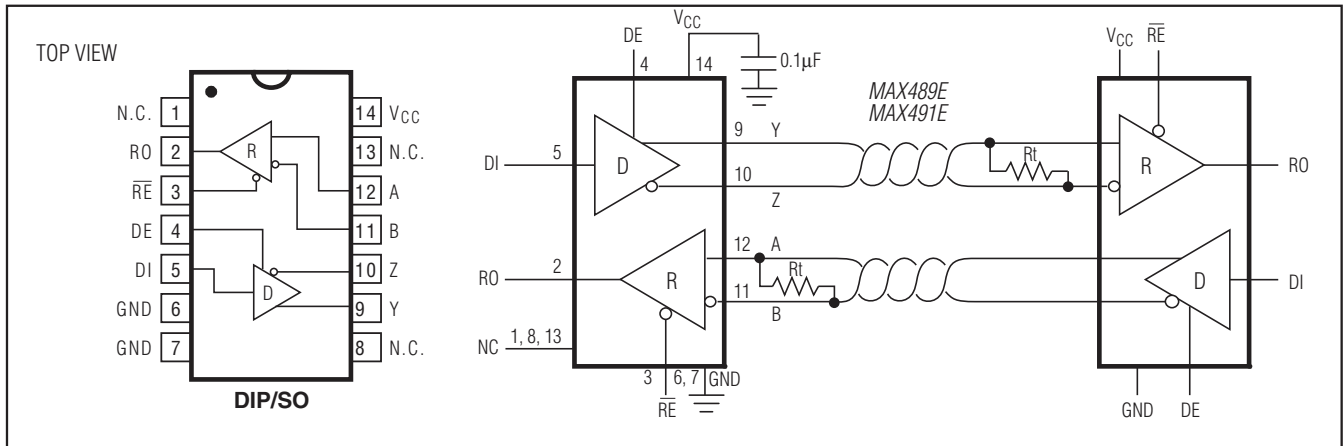 TOP VIEW
N.C. 1
RO 2
RE 3
DE 4
DI 5
GND 6
GND 7
14 VCC
13 N.C.
12 A
11 B
10 Z
9 Y
8 N.C.
R
D
DIP/SO
DE
4
VCC
14
0.1µF
MAX489E
MAX491E
VCC
RE
DI
5
D
9 Y
10
Z
Rt
R
RO
RO
2
R
12 A
Rt
11
B
D
DI
NC
1, 8, 13
3
RE
6, 7
GND
GND
DE